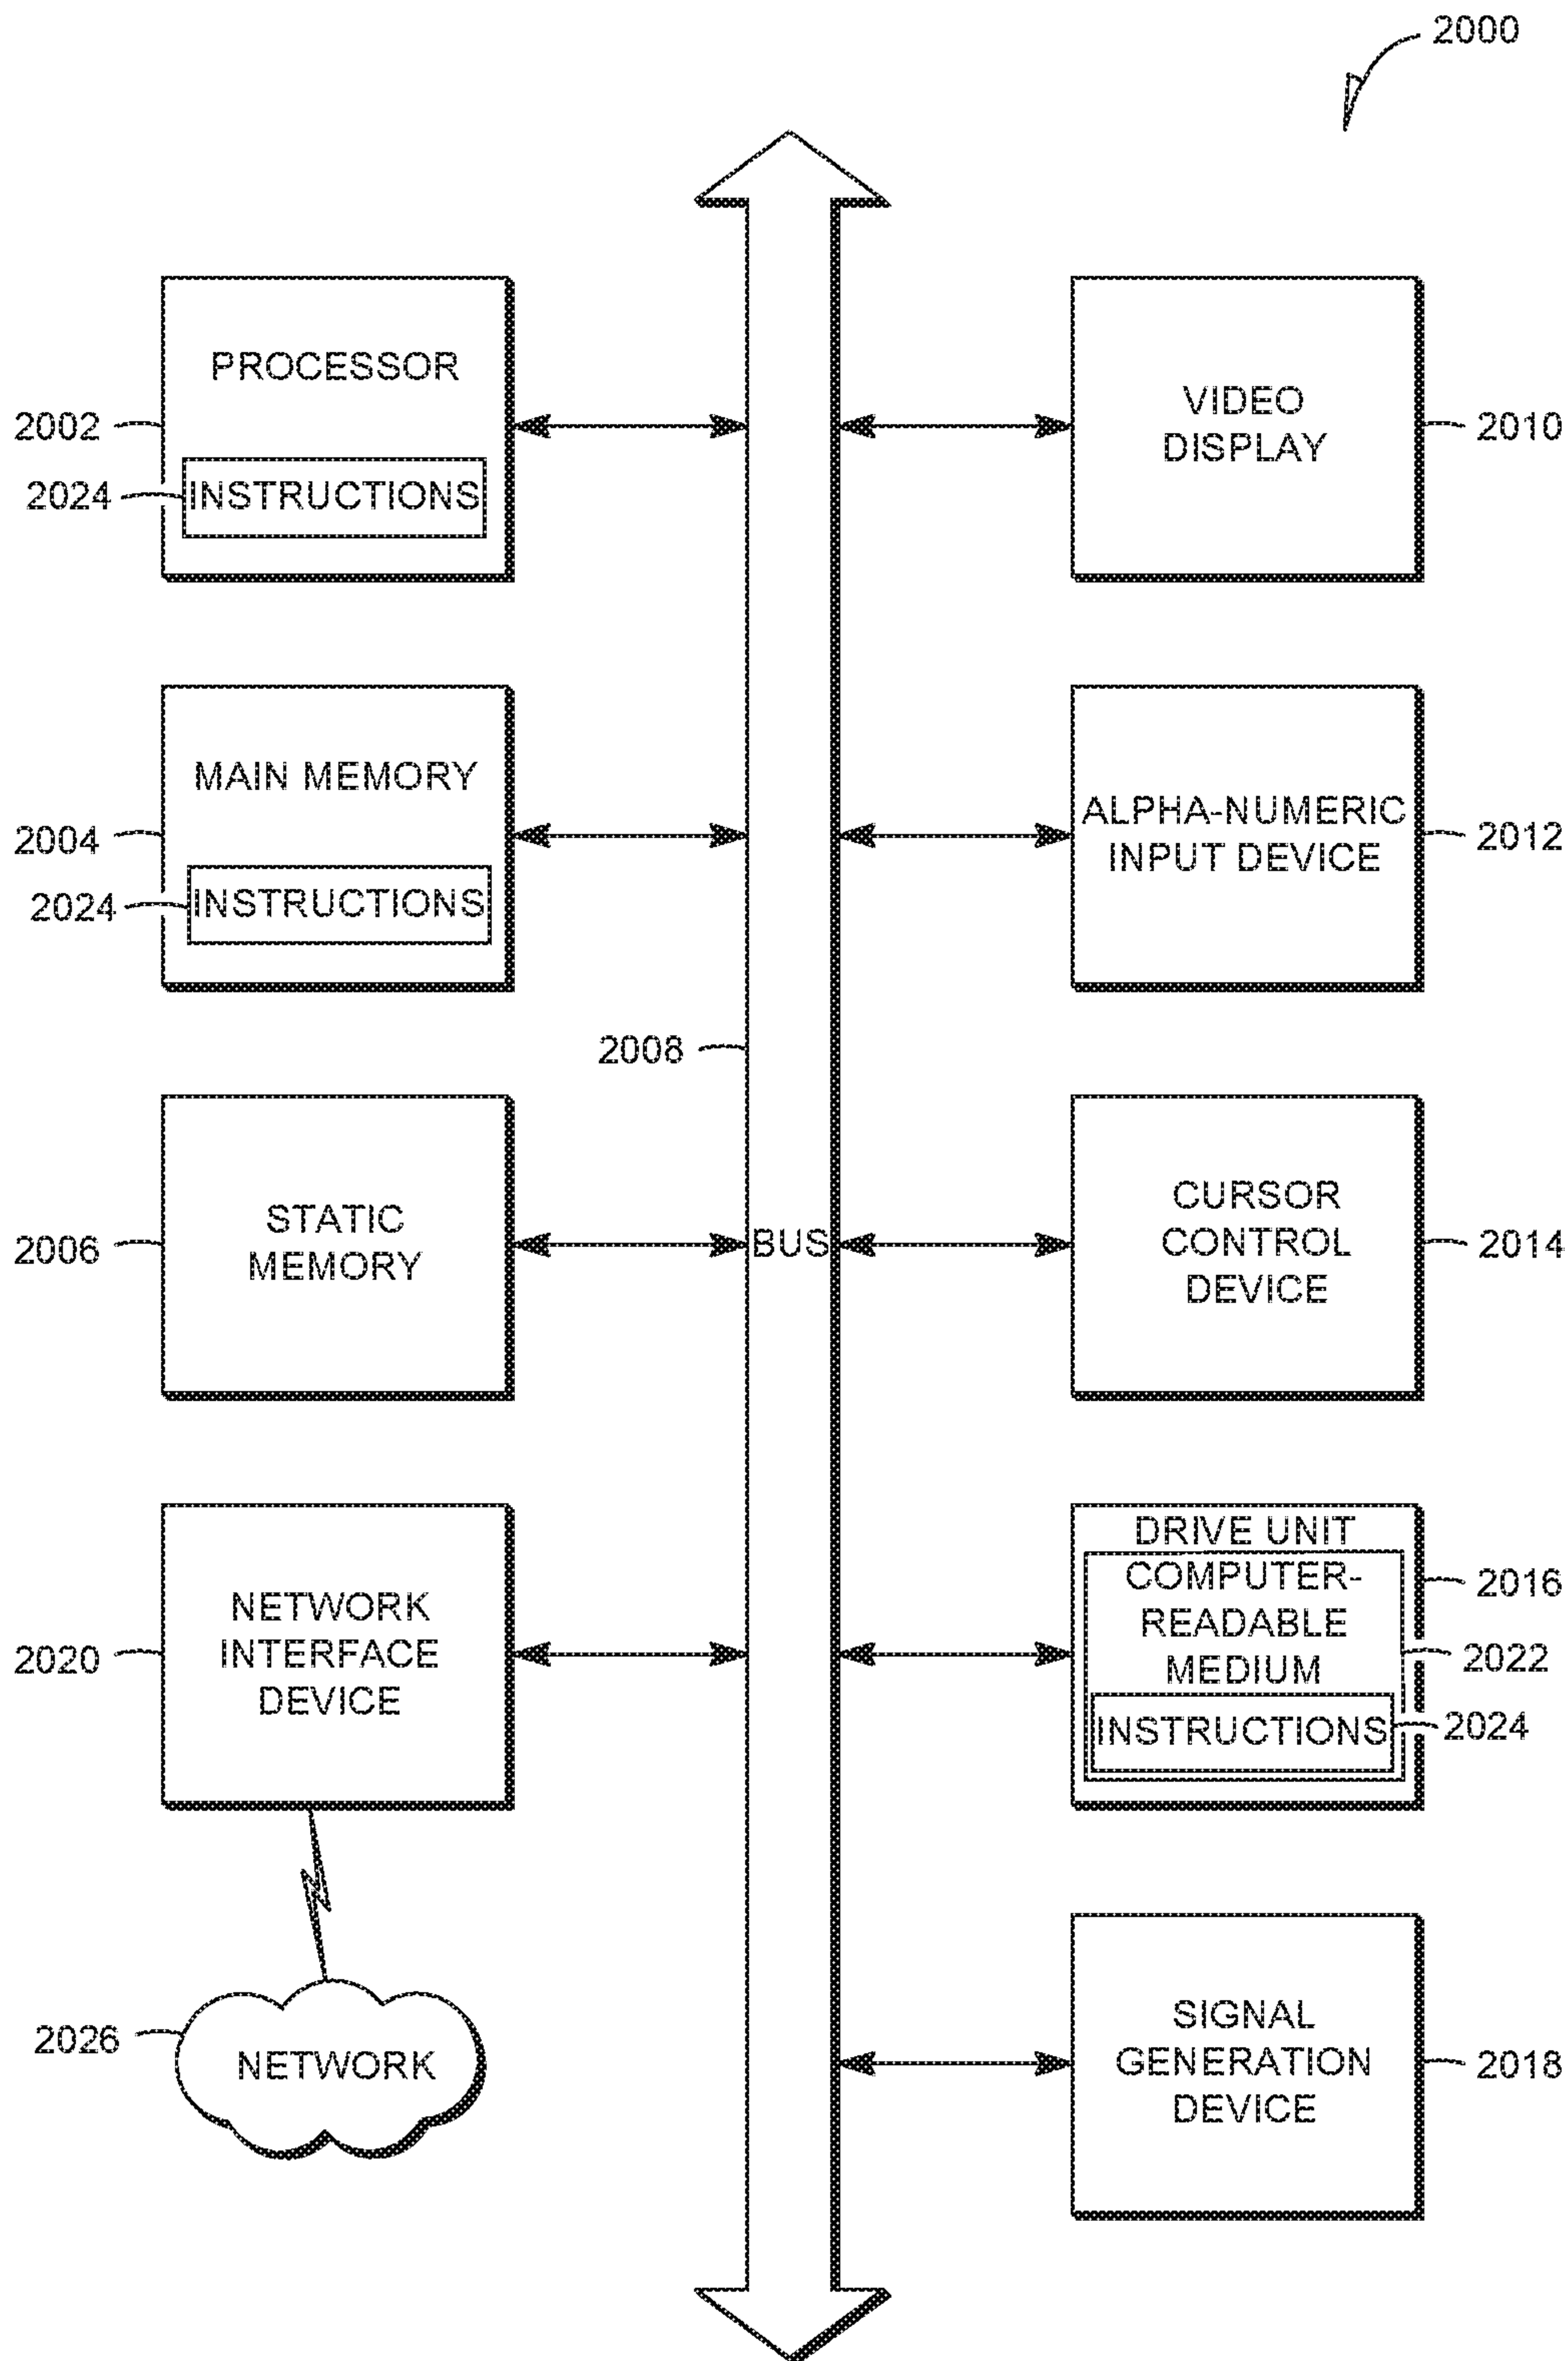 2000
PROCESSOR
2002
2024
INSTRUCTIONS
VIDEO
DISPLAY
2010
MAIN MEMORY
2004
2024
INSTRUCTIONS
ALPHA-NUMERIC
INPUT DEVICE
2012
2008
STATIC
MEMORY
2006
BUS
CURSOR
CONTROL
DEVICE
2014
NETWORK
INTERFACE
DEVICE
2020
DRIVE UNIT
2016
COMPUTER-
READABLE
MEDIUM
2022
INSTRUCTIONS
2024
2026
NETWORK
SIGNAL
GENERATION
DEVICE
2018